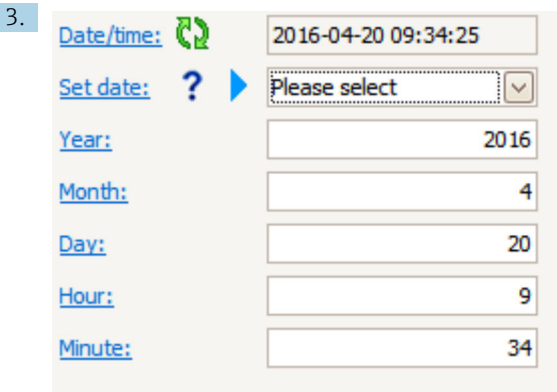 3.
Date/time: 2016-04-20 09:34:25
Set date: ? Please select
Year: 2016
Month: 4
Day: 20
Hour: 9
Minute: 34